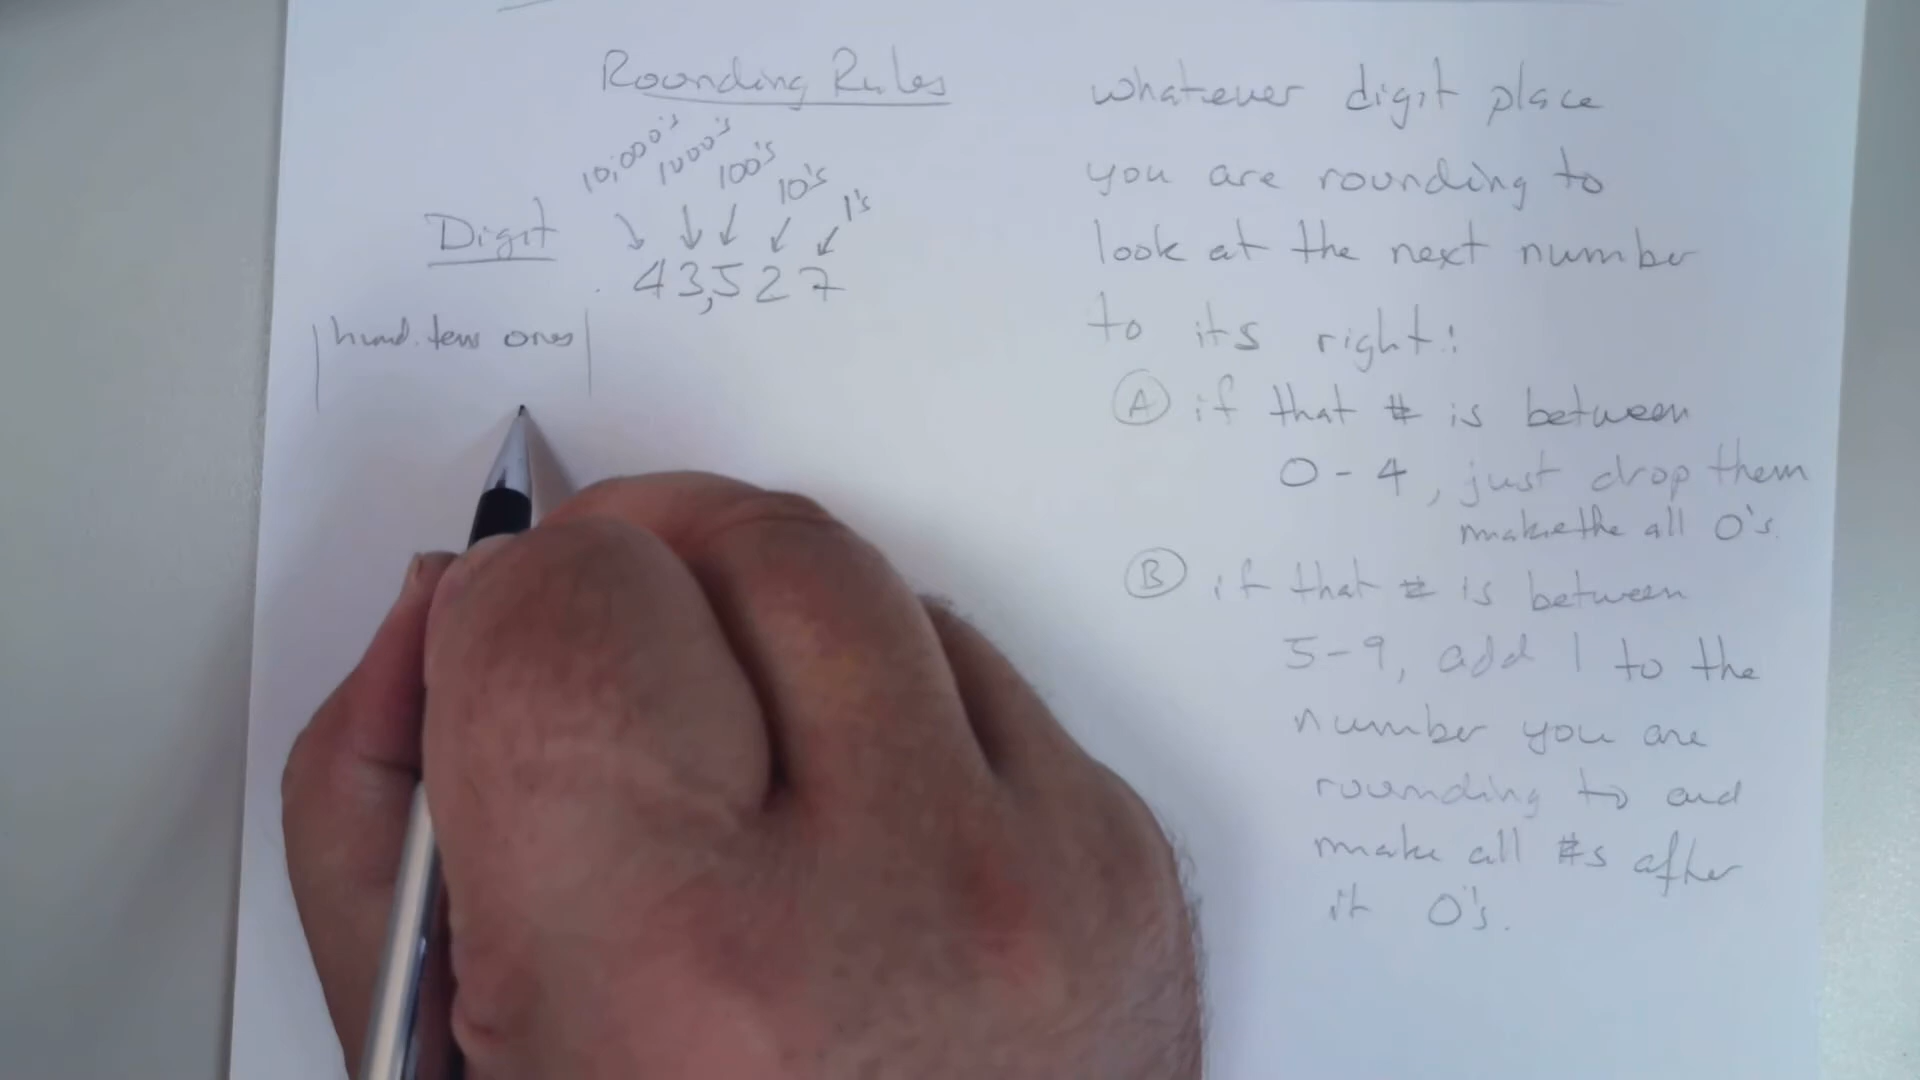 Rounding Rules
10,000's 1000's 100's 10's 1's
Digit
43,527
hund. tens ones
whatever digit place
you are rounding to
look at the next number
to its right:
A if that # is between
0-4, just drop them
make the all 0's.
B if that # is between
5-9, add 1 to the
number you are
rounding to and
make all #s after
it 0's.